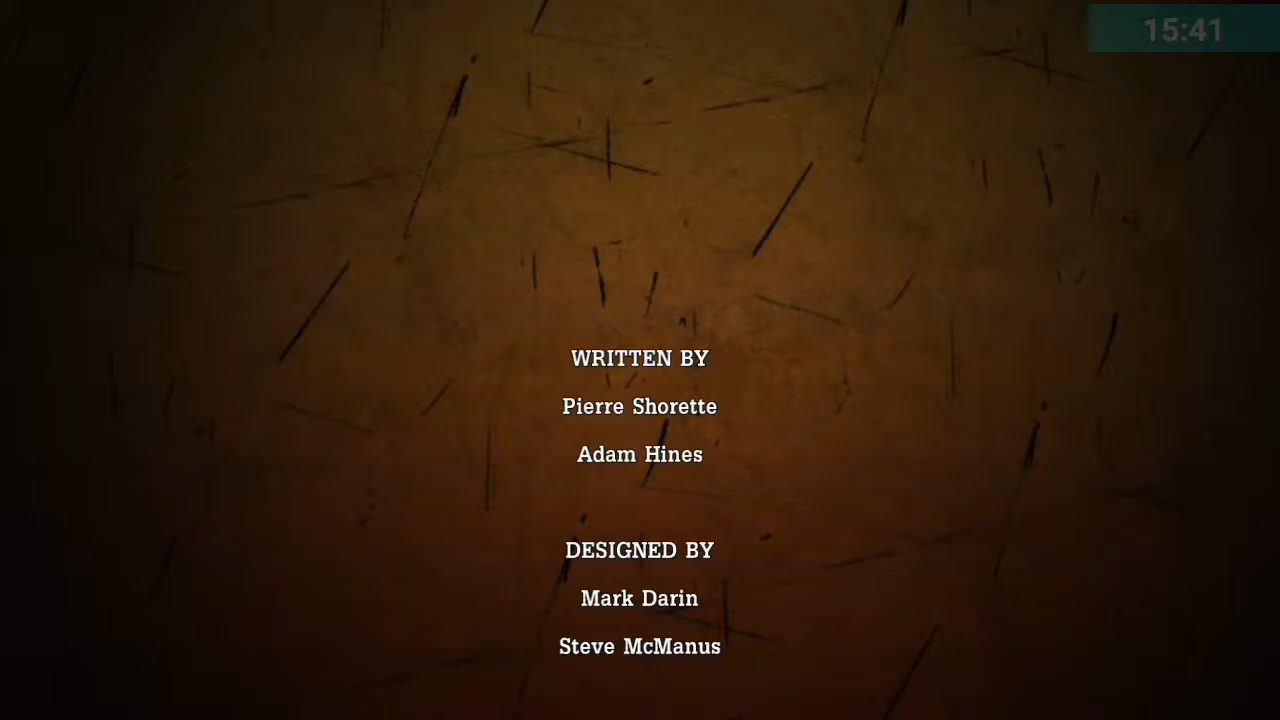 15:41
WRITTEN BY
Pierre Shorette
Adam Hines
DESIGNED BY
Mark Darin
Steve McManus